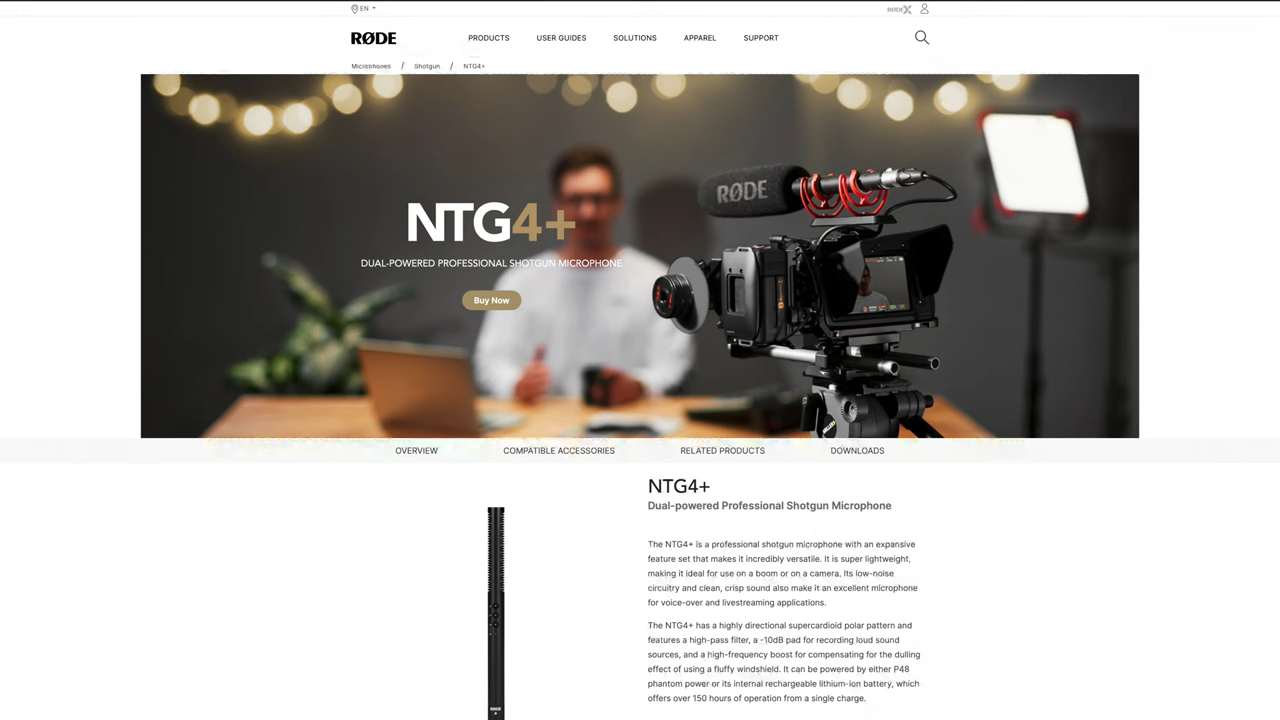 EN
RØDEX
RØDE
PRODUCTS
USER GUIDES
SOLUTIONS
APPAREL
SUPPORT
Microphones / Shotgun / NTG4+
RØDE
NTG4+
DUAL-POWERED PROFESSIONAL SHOTGUN MICROPHONE
Buy Now
OVERVIEW
COMPATIBLE ACCESSORIES
RELATED PRODUCTS
DOWNLOADS
NTG4+
Dual-powered Professional Shotgun Microphone
The NTG4+ is a professional shotgun microphone with an expansive
feature set that makes it incredibly versatile. It is super lightweight,
making it ideal for use on a boom or on a camera. Its low-noise
circuitry and clean, crisp sound also make it an excellent microphone
for voice-over and livestreaming applications.
The NTG4+ has a highly directional supercardioid polar pattern and
features a high-pass filter, a -10dB pad for recording loud sound
sources, and a high-frequency boost for compensating for the dulling
effect of using a fluffy windshield. It can be powered by either P48
phantom power or its internal rechargeable lithium-ion battery, which
offers over 150 hours of operation from a single charge.
RØDE